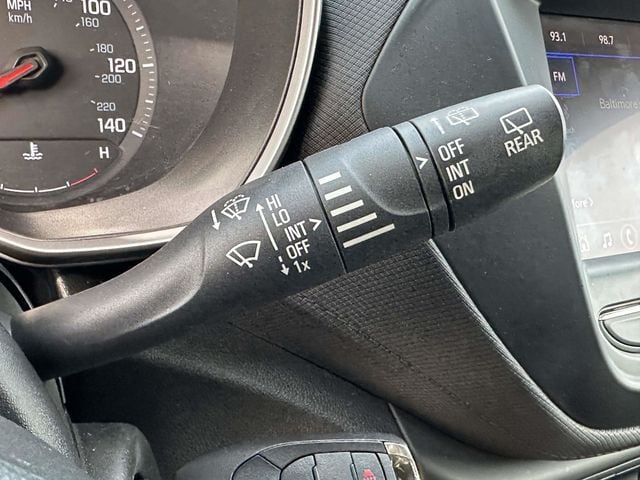 MPH
km/h
100
160
180
120
200
220
140
H
HI
LO
INT
OFF
1x
OFF
INT
ON
REAR
93.1 98.7
FM
Baltimore